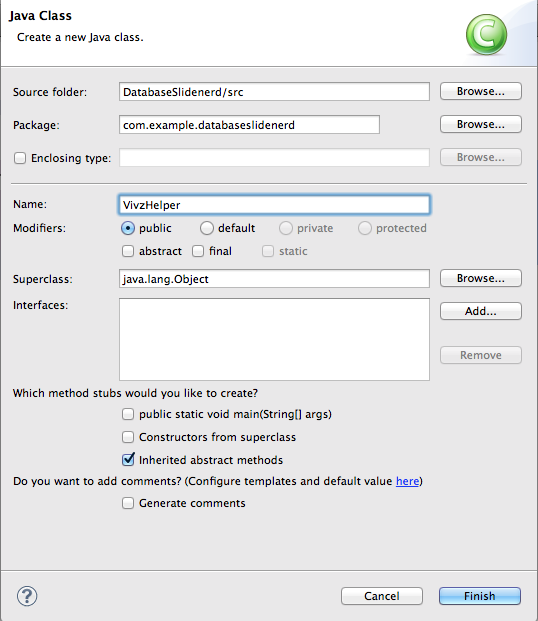 Java Class
Create a new Java class.
C
Source folder: DatabaseSlidenerd/src Browse...
Package: com.example.databaseslidenerd Browse...
Enclosing type: Browse...
Name: VivzHelper
Modifiers: public default private protected
abstract final static
Superclass: java.lang.Object Browse...
Interfaces: Add...
Remove
Which method stubs would you like to create?
public static void main(String[] args)
Constructors from superclass
Inherited abstract methods
Do you want to add comments? (Configure templates and default value here)
Generate comments
? Cancel Finish